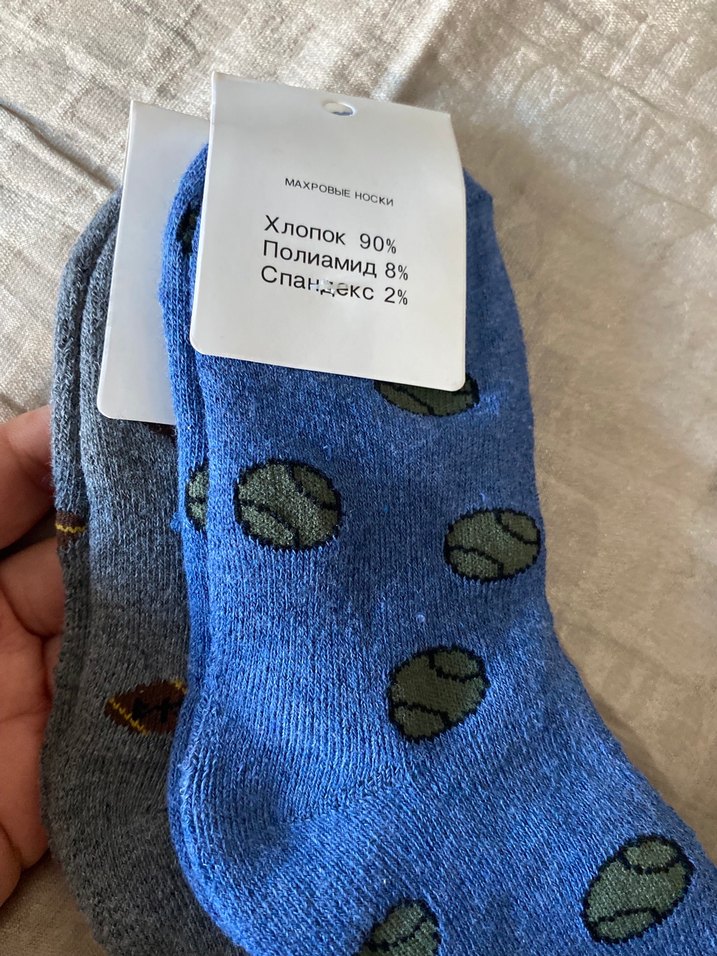 МАХРОВЫЕ НОСКИ
Хлопок 90%
Полиамид 8%
Спандекс 2%